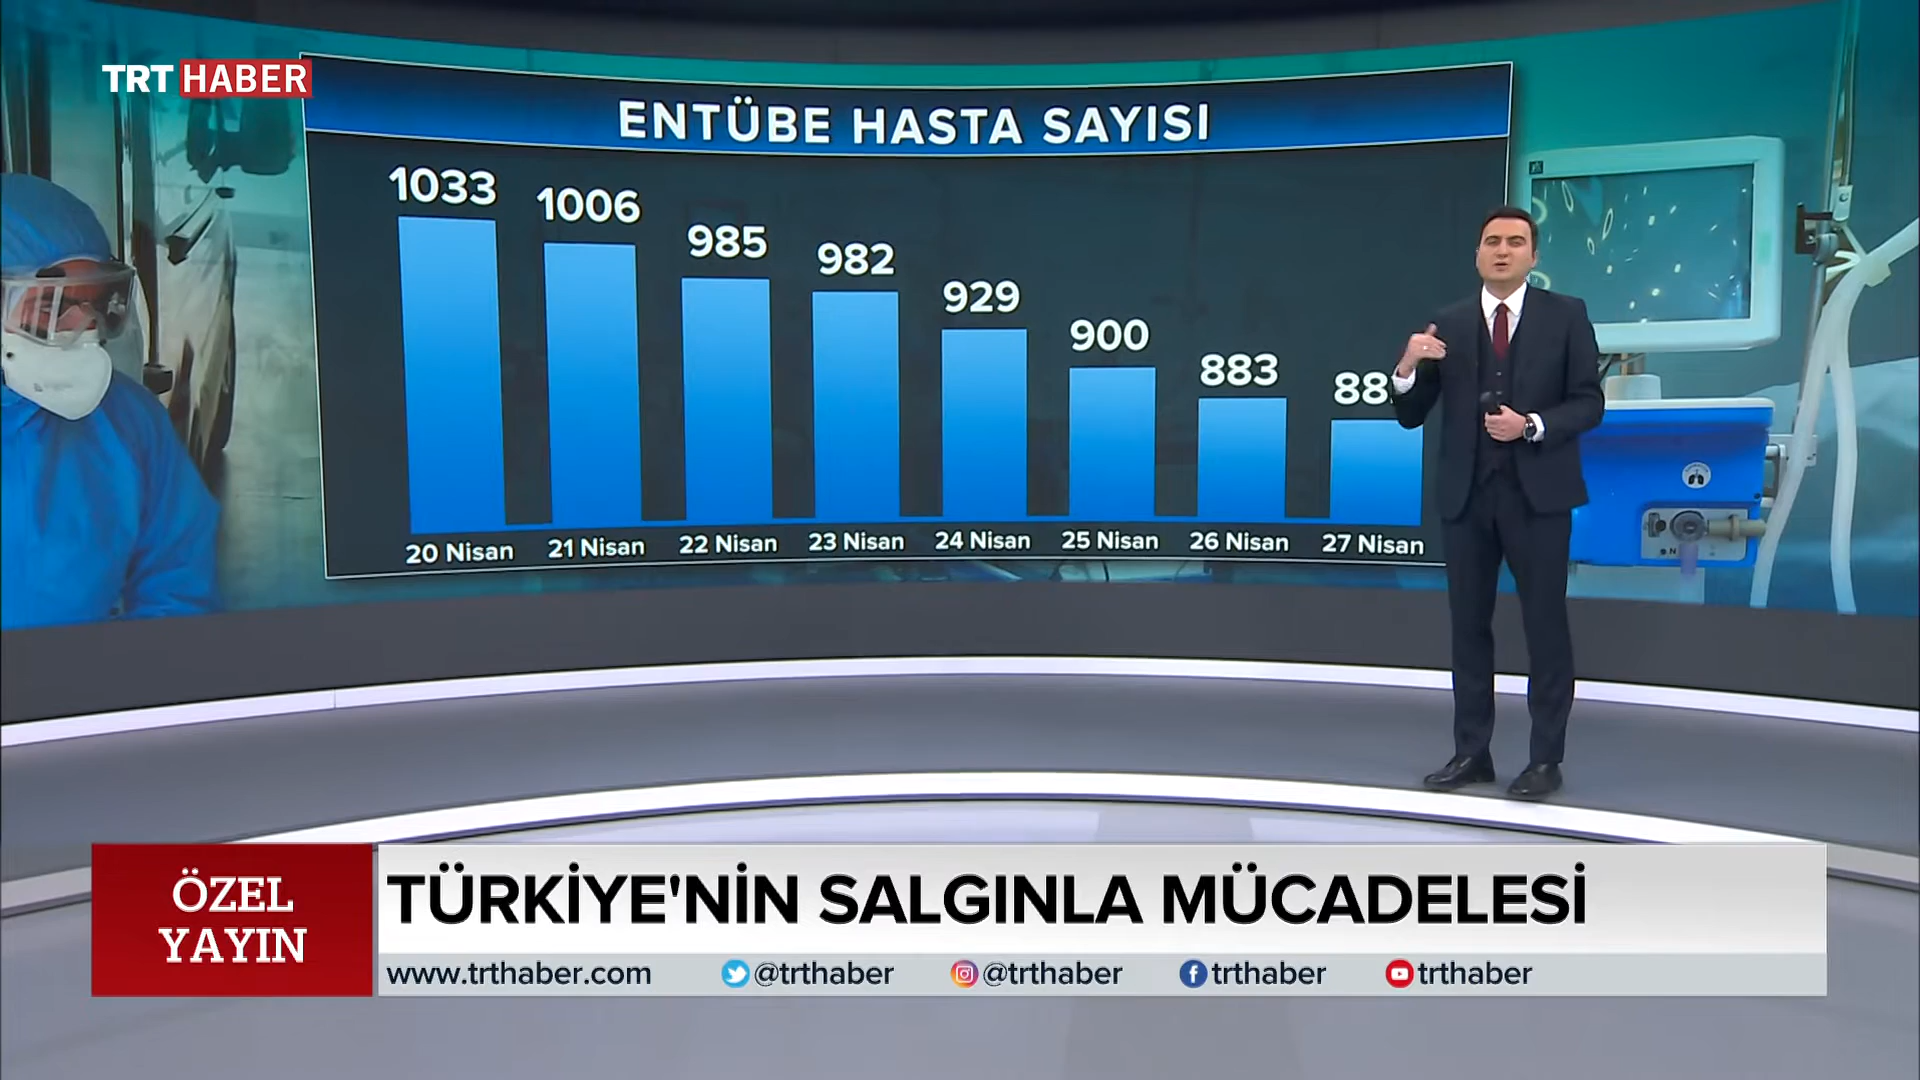 TRT HABER
ENTÜBE HASTA SAYISI
1033
1006
985
982
929
900
883
20 Nisan
21 Nisan
22 Nisan
23 Nisan
24 Nisan
25 Nisan
26 Nisan
27 Nisan
ÖZEL
YAYIN
TÜRKİYE'NİN SALGINLA MÜCADELESİ
www.trthaber.com @trthaber @trthaber trthaber trthaber